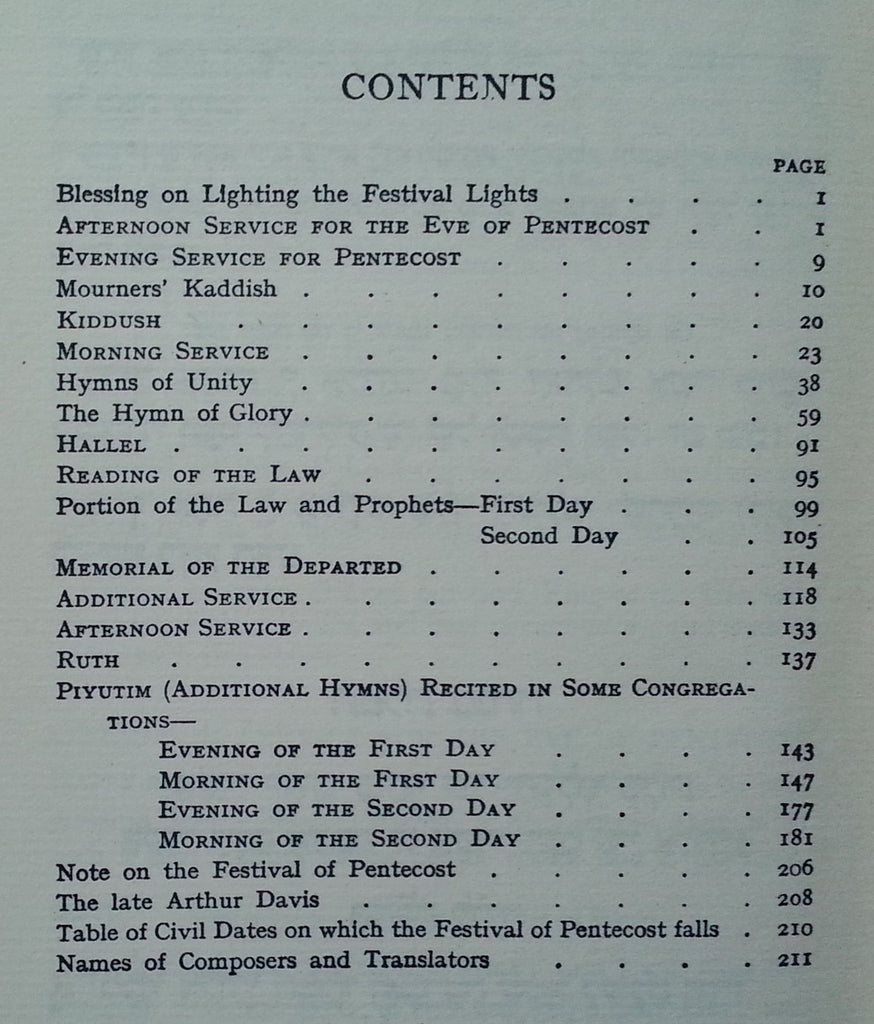 CONTENTS
PAGE
Blessing on Lighting the Festival Lights . . . . 1
AFTERNOON SERVICE FOR THE EVE OF PENTECOST . . 1
EVENING SERVICE FOR PENTECOST . . . . . 9
Mourners' Kaddish . . . . . . . . 10
KIDDUSH . . . . . . . . . 20
MORNING SERVICE . . . . . . . . 23
Hymns of Unity . . . . . . . . 38
The Hymn of Glory . . . . . . . . 59
HALLEL . . . . . . . . . . 91
READING OF THE LAW . . . . . . . 95
Portion of the Law and Prophets—First Day . . . 99
Second Day . . 105
MEMORIAL OF THE DEPARTED . . . . . . 114
ADDITIONAL SERVICE . . . . . . . . 118
AFTERNOON SERVICE . . . . . . . . 133
RUTH . . . . . . . . . . 137
PIYUTIM (ADDITIONAL HYMNS) RECITED IN SOME CONGREGA-
TIONS—
EVENING OF THE FIRST DAY . . . . 143
MORNING OF THE FIRST DAY . . . . 147
EVENING OF THE SECOND DAY . . . . 177
MORNING OF THE SECOND DAY . . . . 181
Note on the Festival of Pentecost . . . . . 206
The late Arthur Davis . . . . . . . 208
Table of Civil Dates on which the Festival of Pentecost falls . 210
Names of Composers and Translators . . . . 211